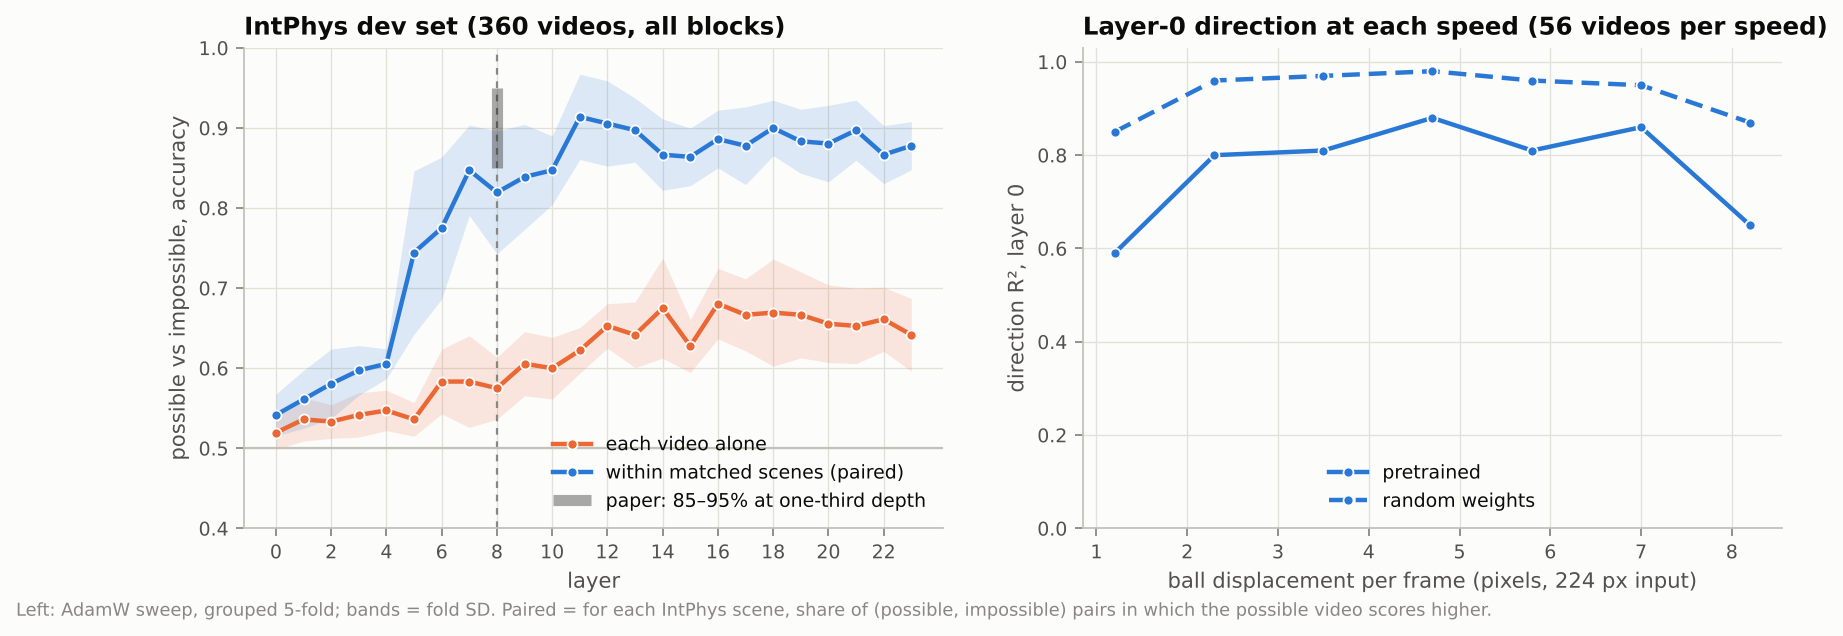 IntPhys dev set (360 videos, all blocks)
possible vs impossible, accuracy
1.0
0.9
0.8
0.7
0.6
0.5
0.4
each video alone
within matched scenes (paired)
paper: 85–95% at one-third depth
0 2 4 6 8 10 12 14 16 18 20 22
layer
Layer-0 direction at each speed (56 videos per speed)
direction R², layer 0
1.0
0.8
0.6
0.4
0.2
0.0
pretrained
random weights
1 2 3 4 5 6 7 8
ball displacement per frame (pixels, 224 px input)
Left: AdamW sweep, grouped 5-fold; bands = fold SD. Paired = for each IntPhys scene, share of (possible, impossible) pairs in which the possible video scores higher.